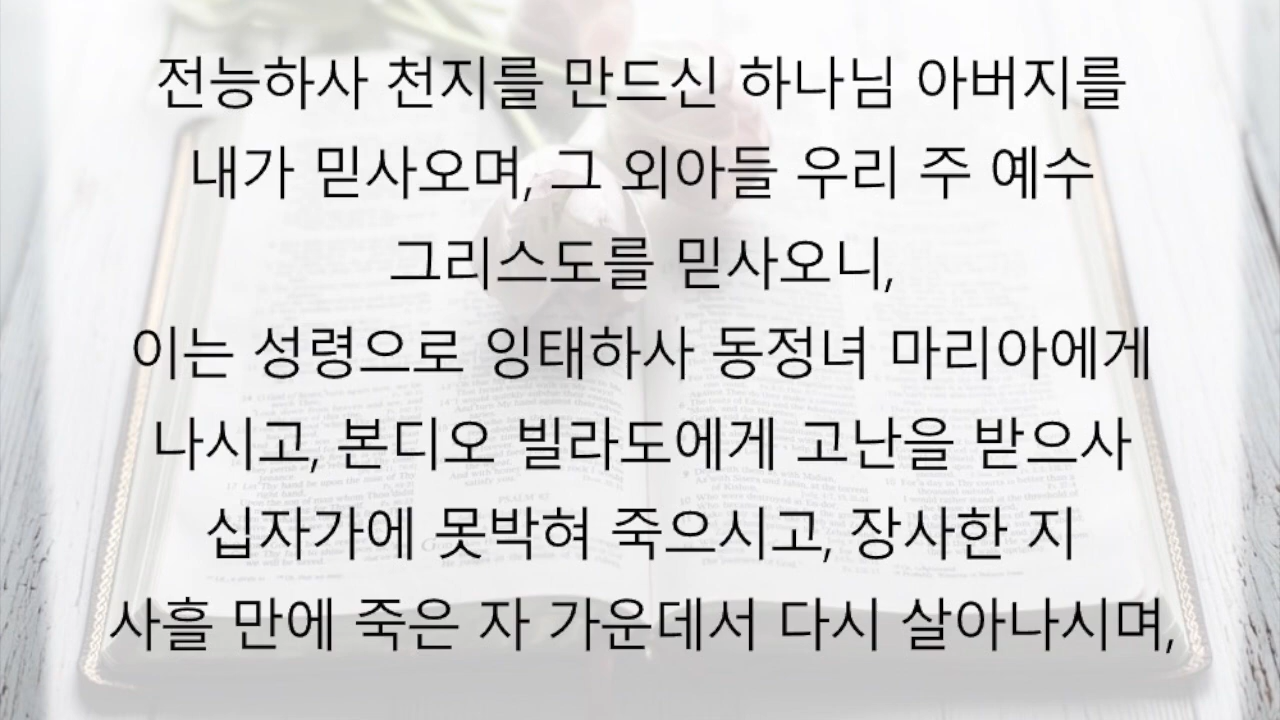 전능하사 천지를 만드신 하나님 아버지를
내가 믿사오며, 그 외아들 우리 주 예수
그리스도를 믿사오니,
이는 성령으로 잉태하사 동정녀 마리아에게
나시고, 본디오 빌라도에게 고난을 받으사
십자가에 못박혀 죽으시고, 장사한 지
사흘 만에 죽은 자 가운데서 다시 살아나시며,